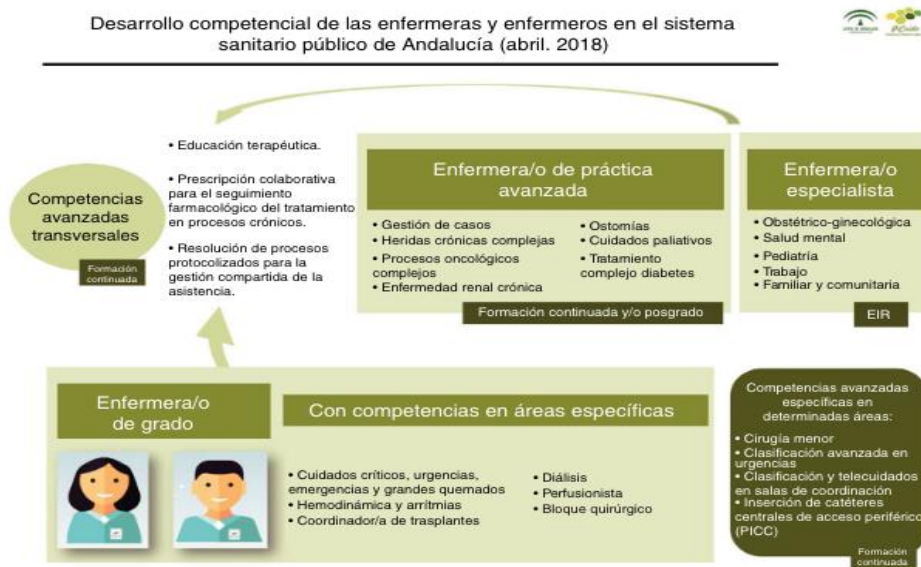 Desarrollo competencial de las enfermeras y enfermeros en el sistema
sanitario público de Andalucía (abril. 2018)
Competencias
avanzadas
transversales
Formación
continuada
• Educación terapéutica.
• Prescripción colaborativa
para el seguimiento
farmacológico del tratamiento
en procesos crónicos.
• Resolución de procesos
protocolizados para la
gestión compartida de la
asistencia.
Enfermera/o de práctica
avanzada
• Gestión de casos
• Heridas crónicas complejas
• Procesos oncológicos
complejos
• Enfermedad renal crónica
• Ostomías
• Cuidados paliativos
• Tratamiento
complejo diabetes
Formación continuada y/o posgrado
Enfermera/o
especialista
• Obstétrico-ginecológica
• Salud mental
• Pediatría
• Trabajo
• Familiar y comunitaria
EIR
Enfermera/o
de grado
Con competencias en áreas específicas
• Cuidados críticos, urgencias,
emergencias y grandes quemados
• Hemodinámica y arrítmias
• Coordinador/a de trasplantes
• Diálisis
• Perfusionista
• Bloque quirúrgico
Competencias avanzadas
específicas en
determinadas áreas:
• Cirugía menor
• Clasificación avanzada en
urgencias
• Clasificación y telecuidados
en salas de coordinación
• Inserción de catéteres
centrales de acceso periférico
(PICC)
Formación
continuada